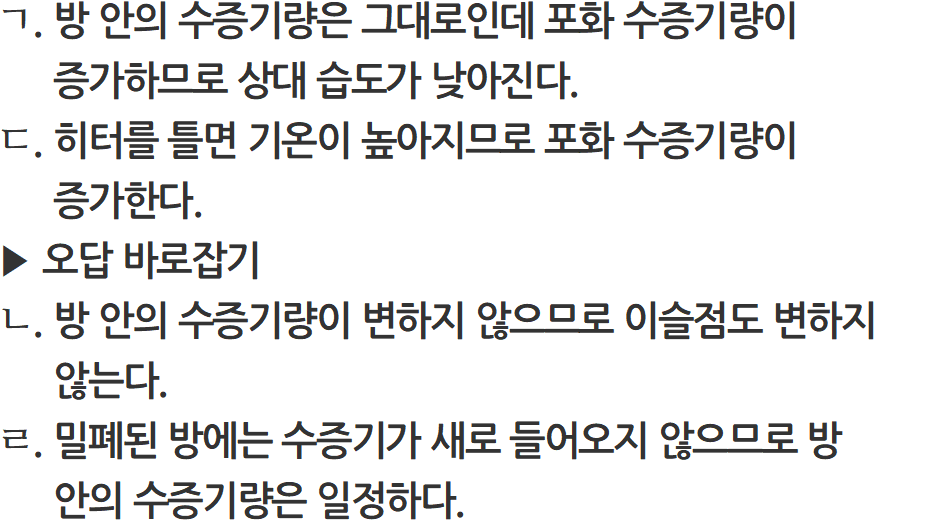 ㄱ. 방 안의 수증기량은 그대로인데 포화 수증기량이
증가하므로 상대 습도가 낮아진다.
ㄷ. 히터를 틀면 기온이 높아지므로 포화 수증기량이
증가한다.
▶ 오답 바로잡기
ㄴ. 방 안의 수증기량이 변하지 않으므로 이슬점도 변하지
않는다.
ㄹ. 밀폐된 방에는 수증기가 새로 들어오지 않으므로 방
안의 수증기량은 일정하다.